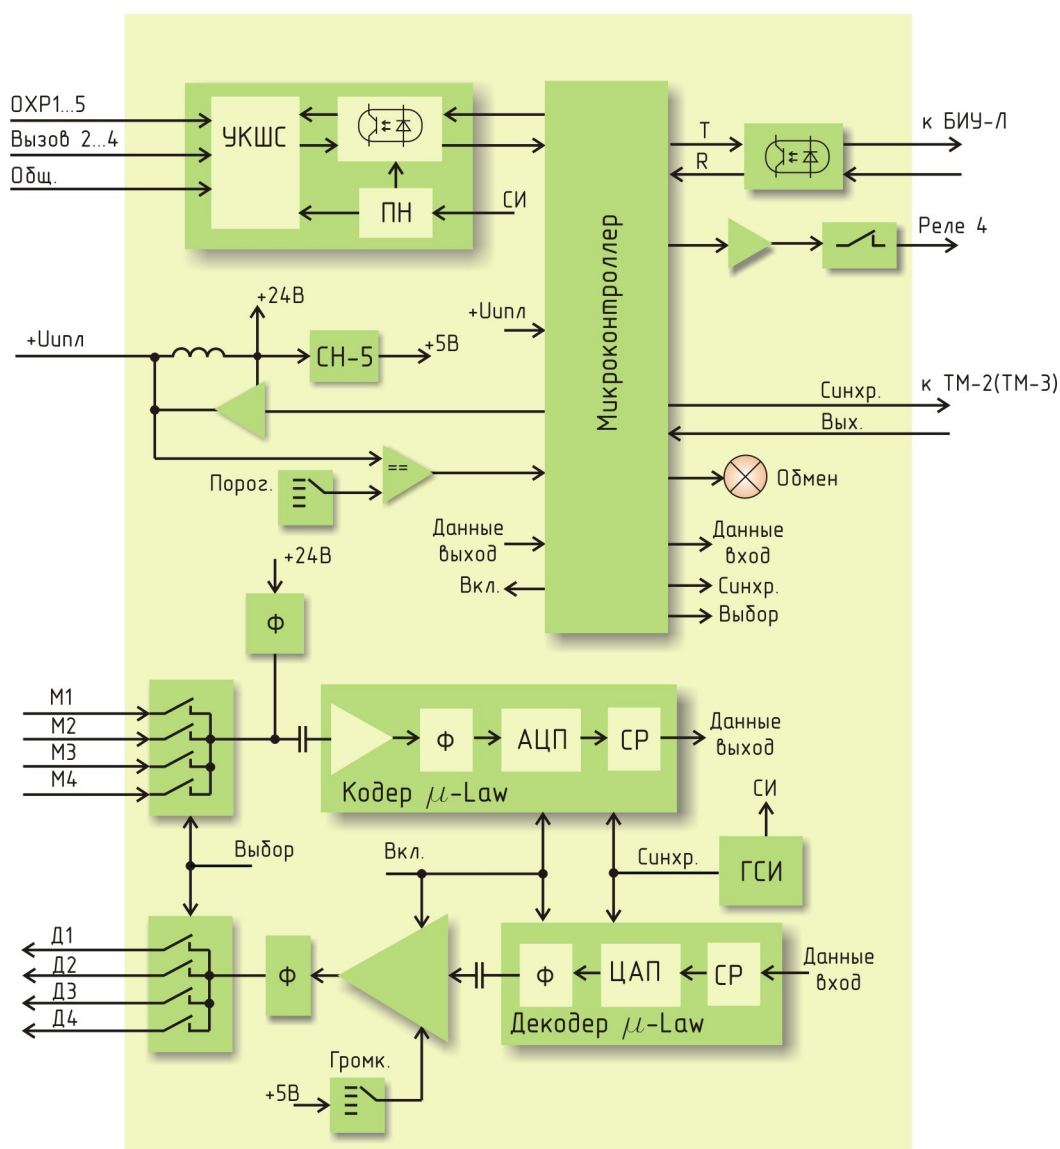 ОХР1...5
Вызов 2...4
Общ.
УКШС
ПН
СИ
Микроконтроллер
T
R
к БИУ-Л
Реле 4
+24В
+Uипл
СН-5
+5В
+Uипл
Синхр.
к ТМ-2(ТМ-3)
Вых.
==
Порог.
Обмен
Данные
выход
Вкл.
Данные
вход
Синхр.
Выбор
+24В
Ф
М1
М2
М3
М4
Ф
АЦП
СР
Кодер μ-Law
Данные
выход
СИ
Выбор
Вкл.
Синхр.
ГСИ
Д1
Д2
Д3
Д4
Ф
Ф
ЦАП
СР
Декодер μ-Law
Данные
вход
Громк.
+5В